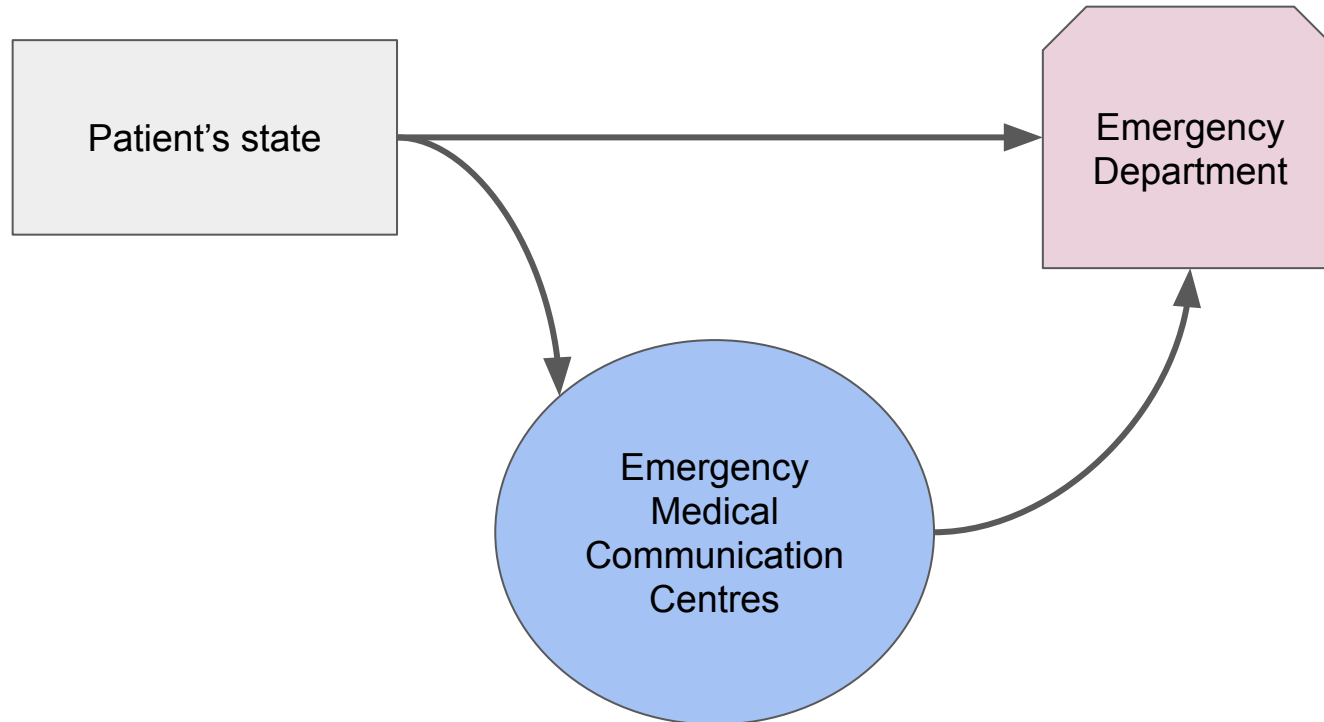 Patient’s state
Emergency
Department
Emergency
Medical
Communication
Centres